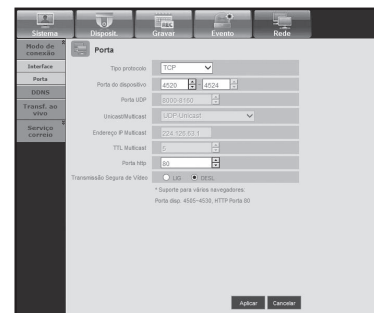 Sistema Disposit. Gravar Evento Rede
REC
Modo de conexão
Interface
Porta
DDNS
Transf. ao vivo
Serviço correio
Porta
Tipo protocolo TCP
Porta do dispositivo 4520 - 4524
Porta UDP 8000-8160
Unicast/Multicast UDP Unicast
Endereço IP Multicast 224.126.63.1
TTL Multicast 5
Porta Http 80
Transmissão Segura de Vídeo LIG. DESL.
* Suporte para vários navegadores:
Porta disp. 4505~4530, HTTP Porta 80
Aplicar Cancelar